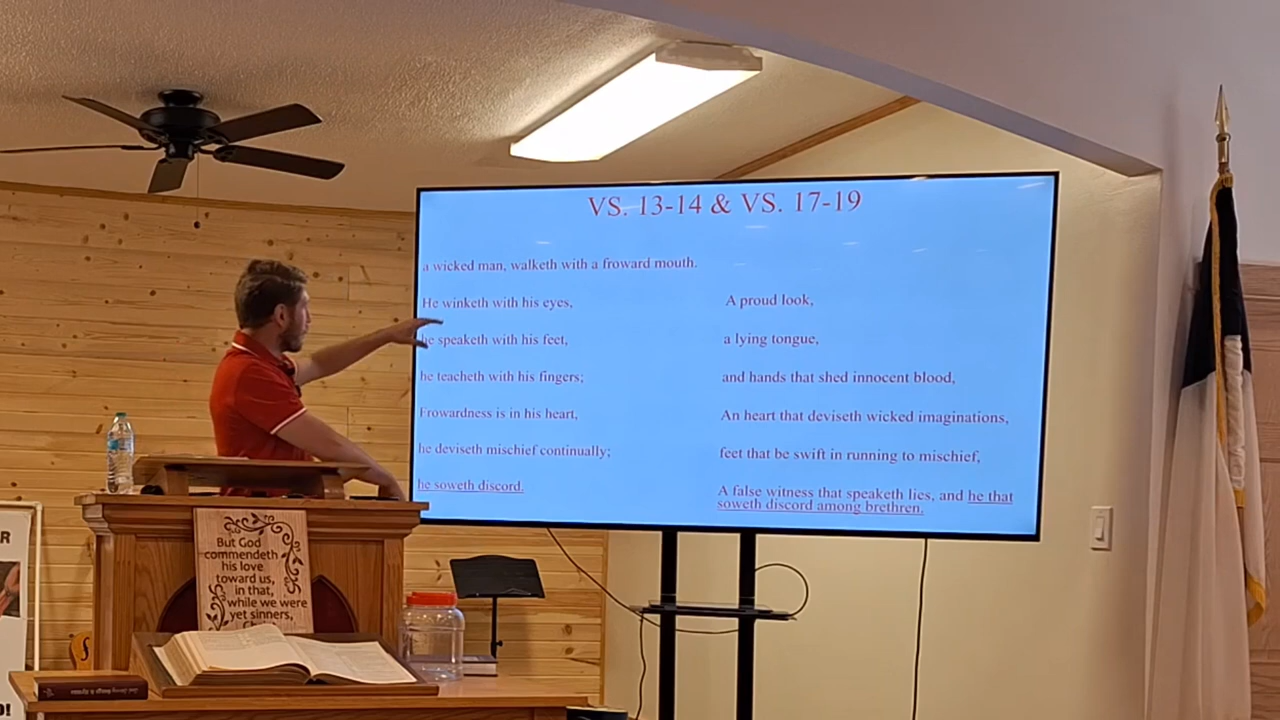 VS. 13-14 & VS. 17-19
a wicked man, walketh with a froward mouth.
He winketh with his eyes,
he speaketh with his feet,
he teacheth with his fingers;
Frowardness is in his heart,
he deviseth mischief continually;
he soweth discord.
A proud look,
a lying tongue,
and hands that shed innocent blood,
An heart that deviseth wicked imaginations,
feet that be swift in running to mischief,
A false witness that speaketh lies, and he that
soweth discord among brethren.
But God
commendeth
his love
toward us,
in that,
while we were
yet sinners,
R
D!